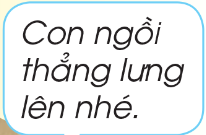 Con ngồi
thẳng lưng
lên nhé.